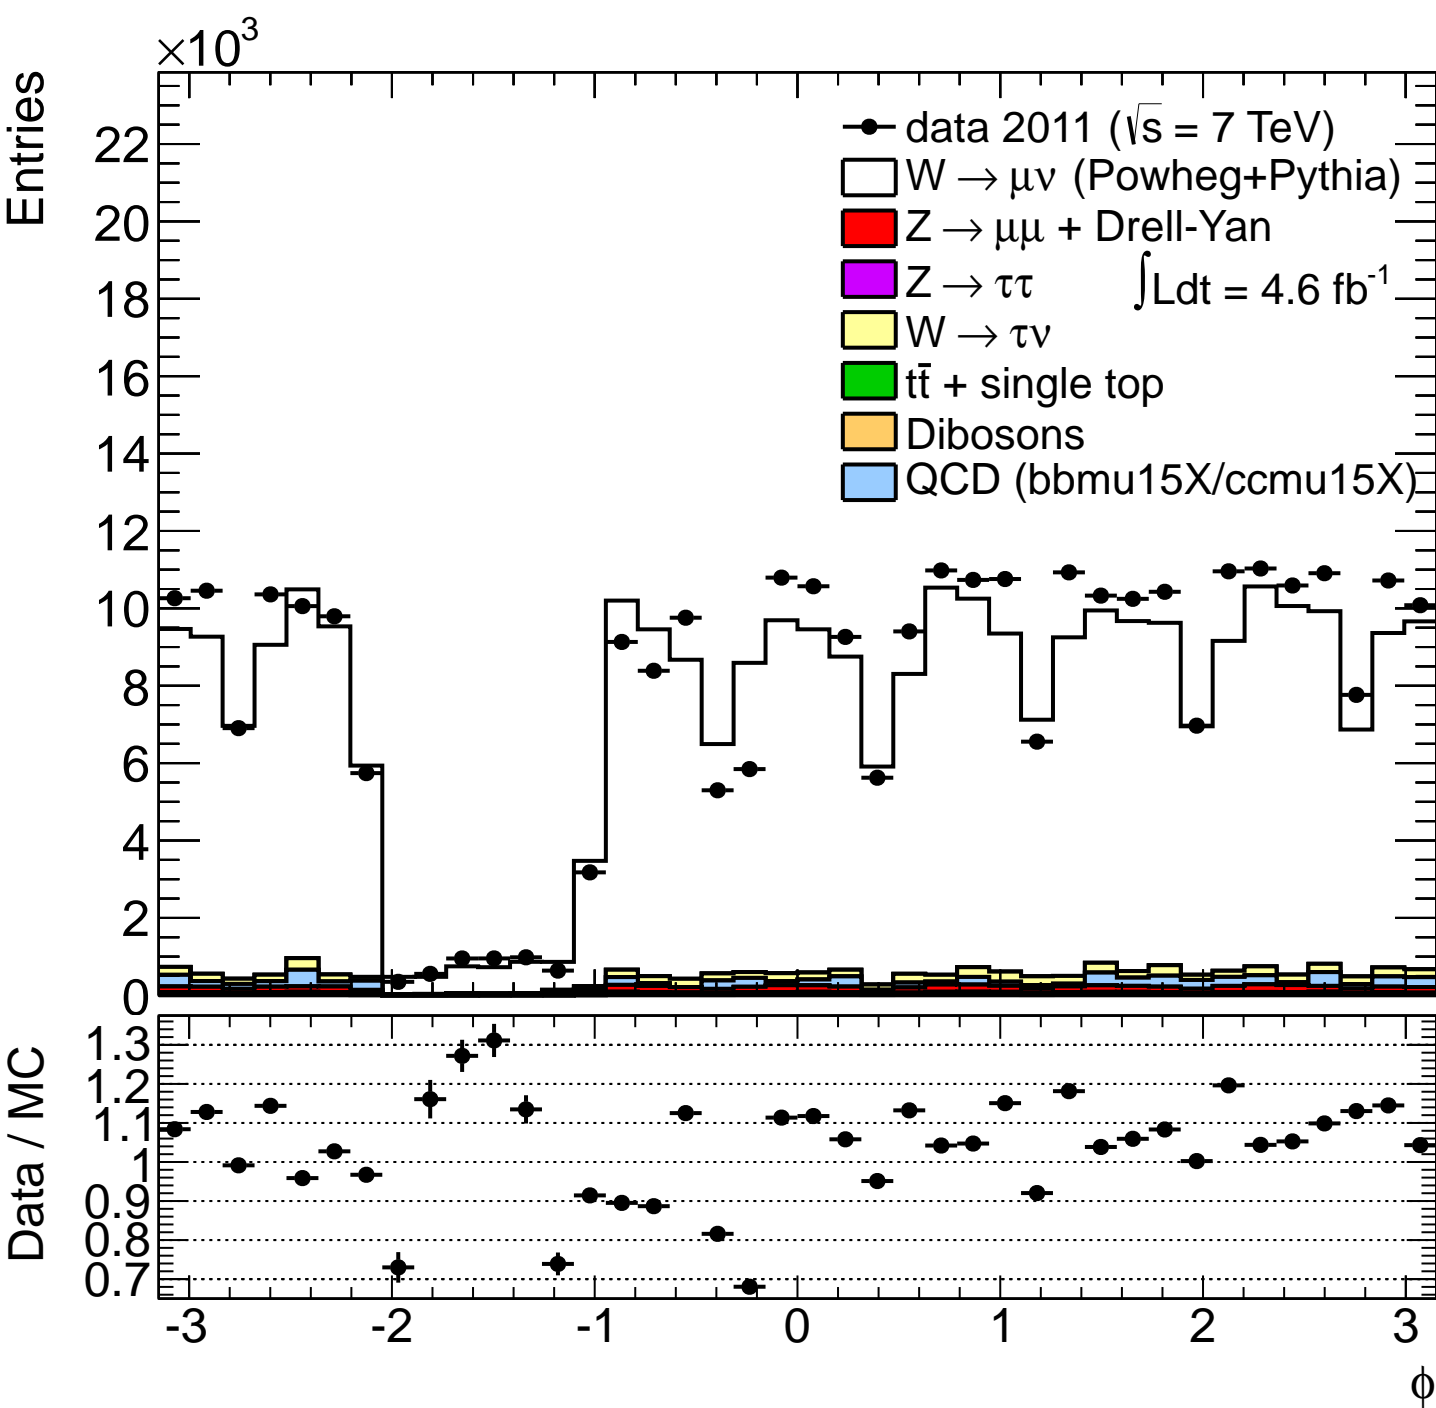 ×10³
Entries
22
20
18
16
14
12
10
8
6
4
2
0
data 2011 (√s = 7 TeV)
W → μν (Powheg+Pythia)
Z → μμ + Drell-Yan
Z → ττ
∫Ldt = 4.6 fb⁻¹
W → τν
tt̄ + single top
Dibosons
QCD (bbmu15X/ccmu15X)
Data / MC
1.3
1.2
1.1
1
0.9
0.8
0.7
-3 -2 -1 0 1 2 3
ϕ